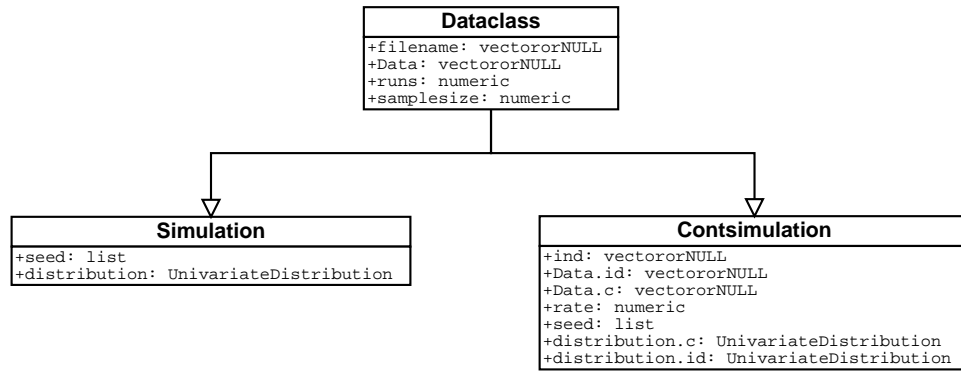 Dataclass
+filename: vectororNULL
+Data: vectororNULL
+runs: numeric
+samplesize: numeric
Simulation
+seed: list
+distribution: UnivariateDistribution
Contsimulation
+ind: vectororNULL
+Data.id: vectororNULL
+Data.c: vectororNULL
+rate: numeric
+seed: list
+distribution.c: UnivariateDistribution
+distribution.id: UnivariateDistribution